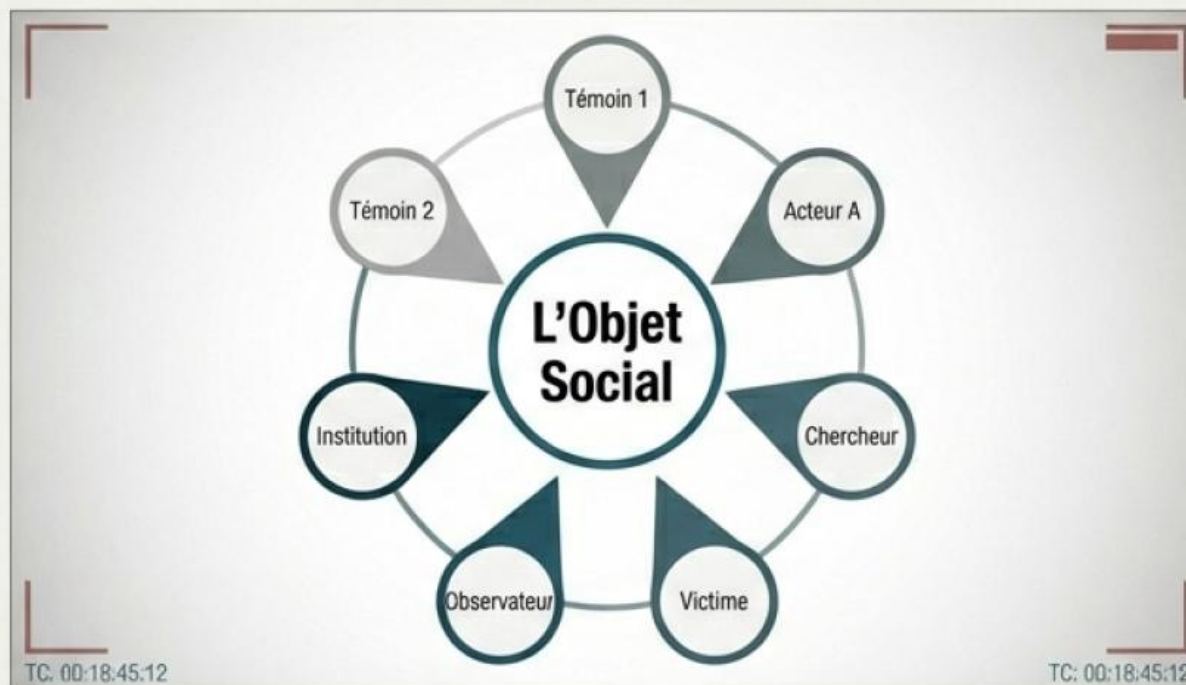 Témoin 1
Témoin 2
Acteur A
L'Objet
Social
Institution
Chercheur
Observateur
Victime
TC: 00:18:45:12
TC: 00:18:45:12